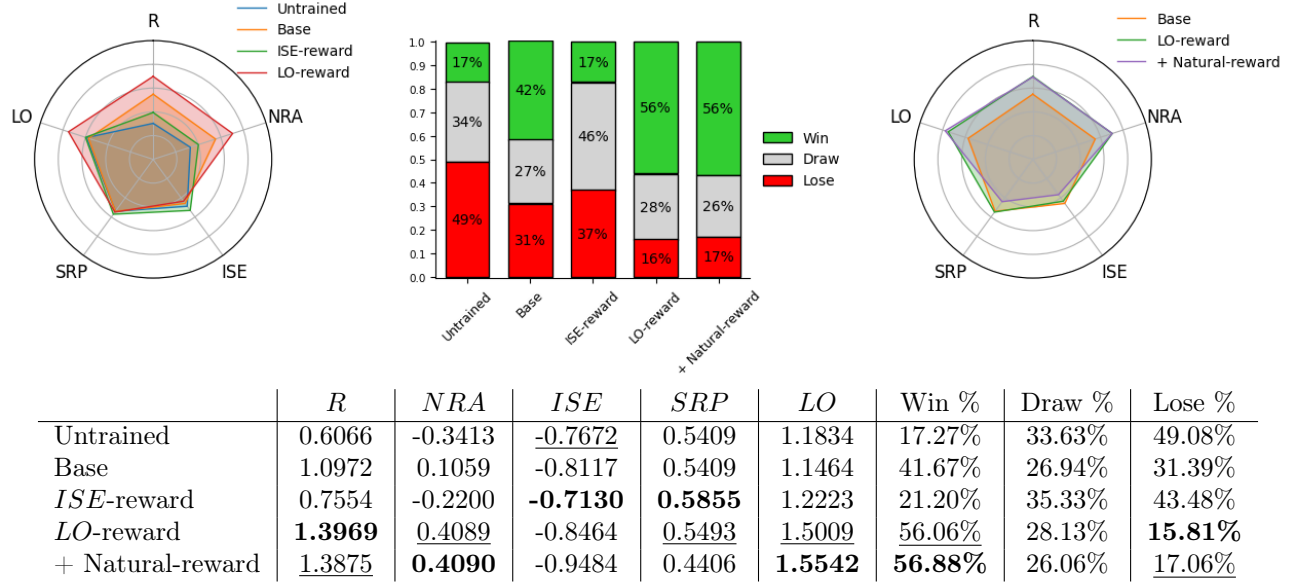 R
Untrained
Base
ISE-reward
LO-reward
LO
NRA
SRP
ISE
1.0
0.9
0.8
0.7
0.6
0.5
0.4
0.3
0.2
0.1
0.0
17%
34%
49%
42%
27%
31%
17%
46%
37%
56%
28%
16%
56%
26%
17%
Untrained
Base
ISE-reward
LO-reward
+ Natural-reward
Win
Draw
Lose
R
Base
LO-reward
+ Natural-reward
LO
NRA
SRP
ISE
R NRA ISE SRP LO Win % Draw % Lose %
Untrained 0.6066 -0.3413 -0.7672 0.5409 1.1834 17.27% 33.63% 49.08%
Base 1.0972 0.1059 -0.8117 0.5409 1.1464 41.67% 26.94% 31.39%
ISE-reward 0.7554 -0.2200 -0.7130 0.5855 1.2223 21.20% 35.33% 43.48%
LO-reward 1.3969 0.4089 -0.8464 0.5493 1.5009 56.06% 28.13% 15.81%
+ Natural-reward 1.3875 0.4090 -0.9484 0.4406 1.5542 56.88% 26.06% 17.06%